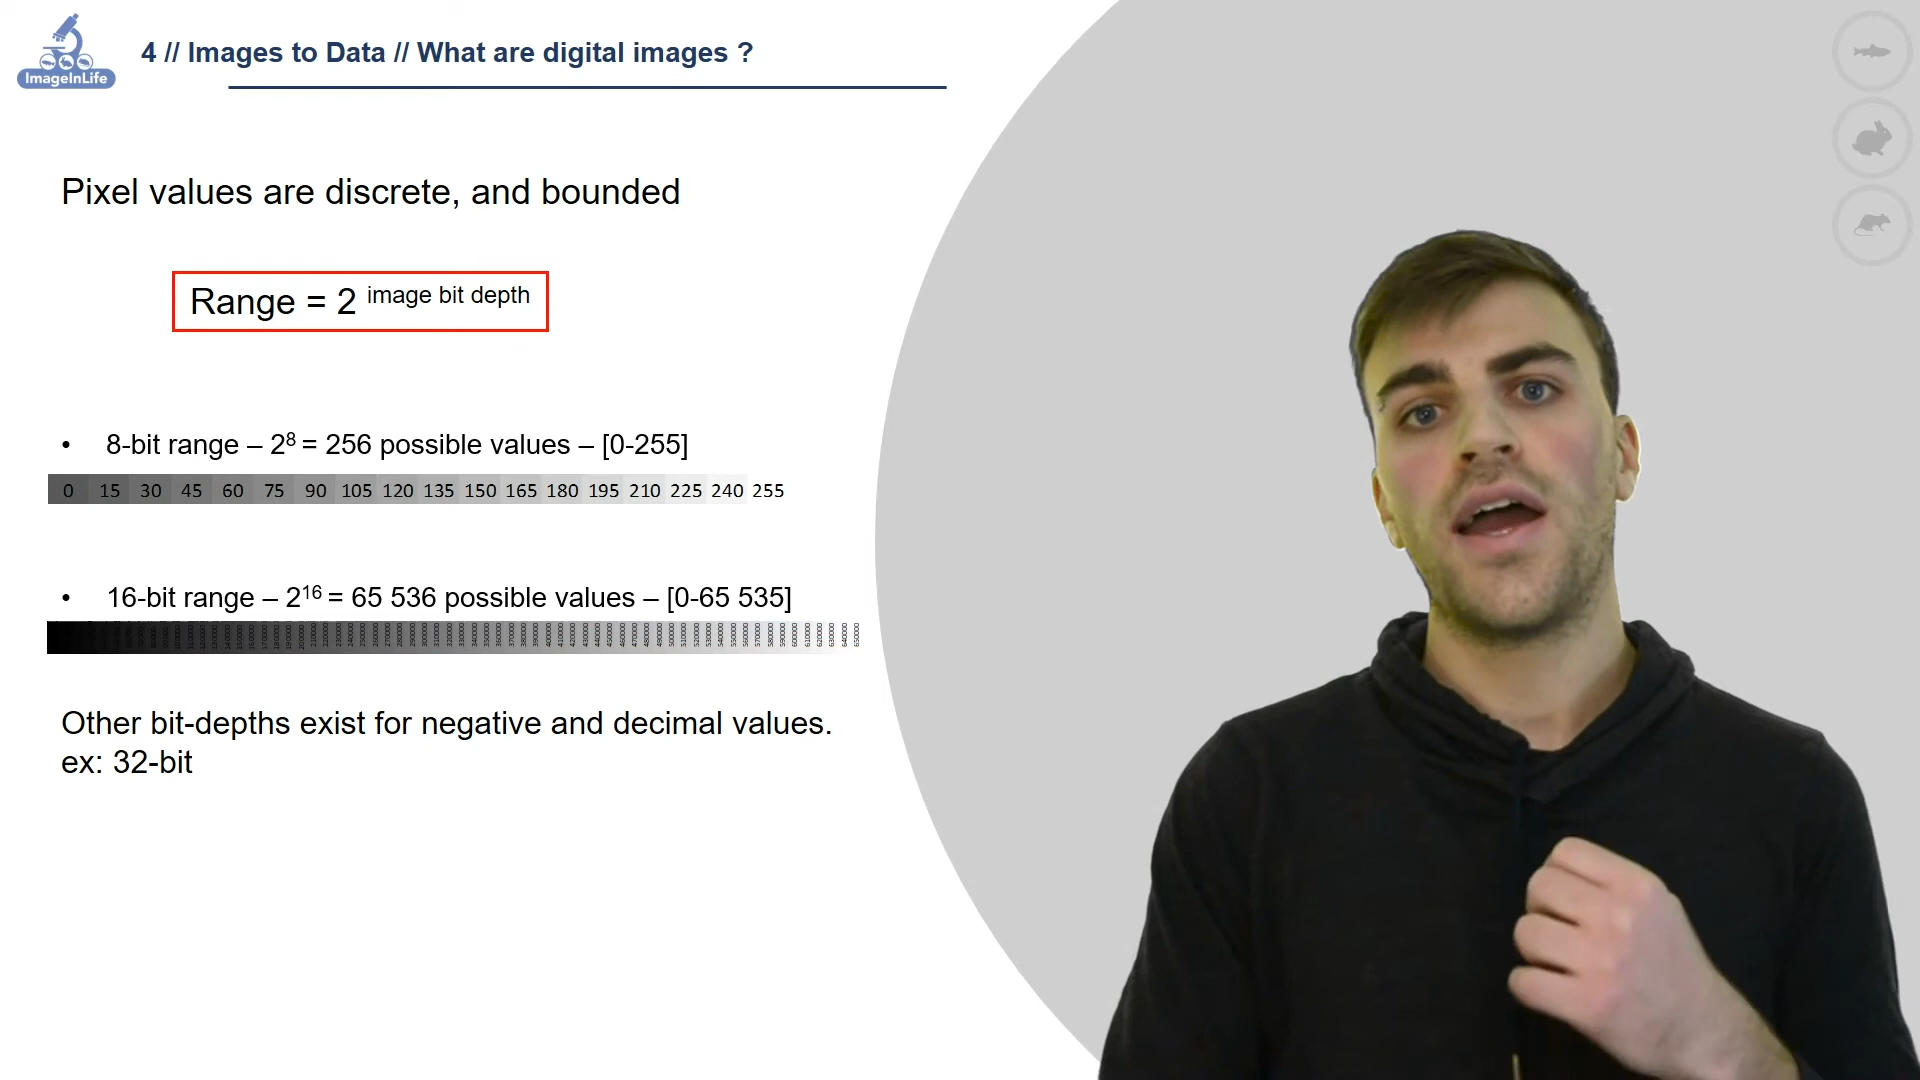 ImageInLife
4 // Images to Data // What are digital images ?
Pixel values are discrete, and bounded
Range = 2 image bit depth
• 8-bit range – 2⁸ = 256 possible values – [0-255]
0 15 30 45 60 75 90 105 120 135 150 165 180 195 210 225 240 255
• 16-bit range – 2¹⁶ = 65 536 possible values – [0-65 535]
Other bit-depths exist for negative and decimal values.
ex: 32-bit